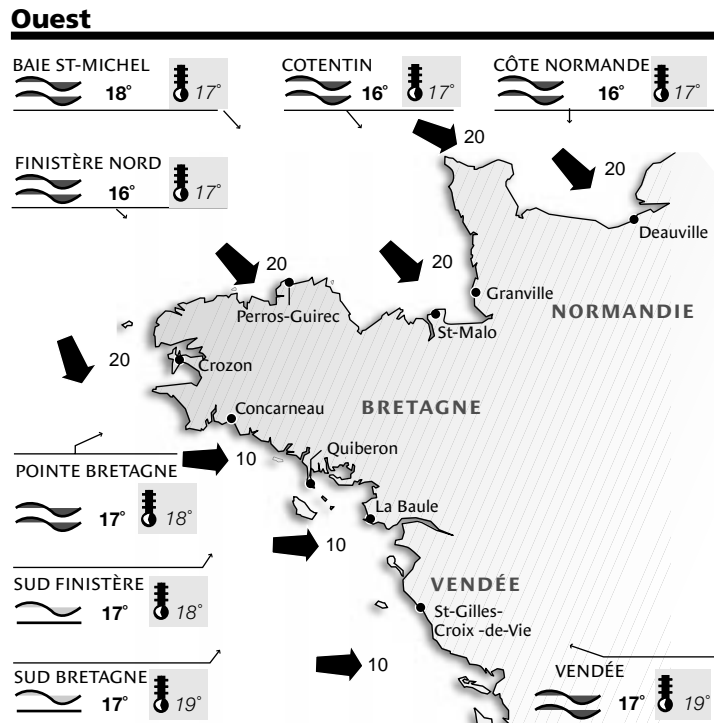 Ouest
BAIE ST-MICHEL
18° 17°
COTENTIN
16° 17°
CÔTE NORMANDE
16° 17°
FINISTÈRE NORD
16° 17°
20
20
Deauville
20
20
Granville
NORMANDIE
Perros-Guirec
St-Malo
20
Crozon
Concarneau
BRETAGNE
10
Quiberon
POINTE BRETAGNE
17° 18°
La Baule
10
SUD FINISTÈRE
17° 18°
VENDÉE
St-Gilles-
Croix -de-Vie
10
SUD BRETAGNE
17° 19°
VENDÉE
17° 19°